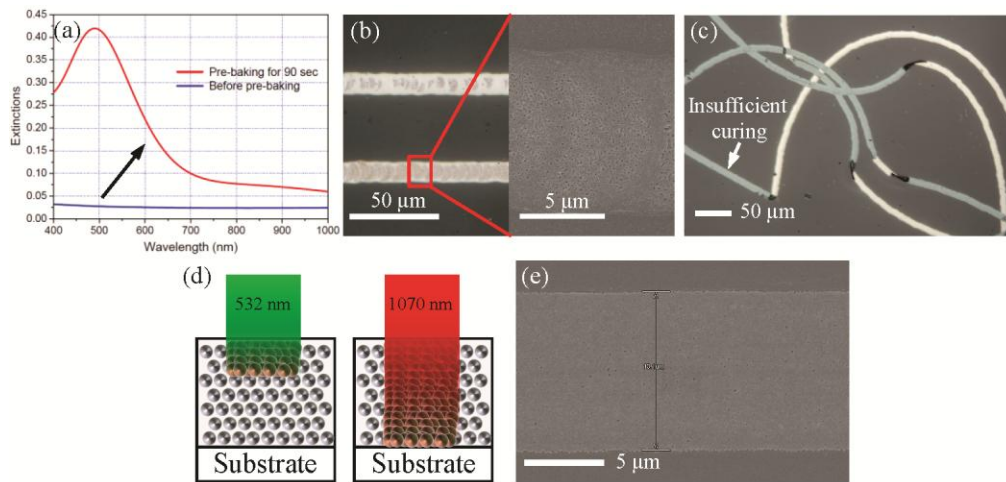 (a)
Extinctions
0.45
0.40
0.35
0.30
0.25
0.20
0.15
0.10
0.05
0.00
Pre-baking for 90 sec
Before pre-baking
400 500 600 700 800 900 1000
Wavelength (nm)
(b)
50 μm
5 μm
(c)
Insufficient
curing
50 μm
(d)
532 nm
1070 nm
Substrate
Substrate
(e)
5 μm